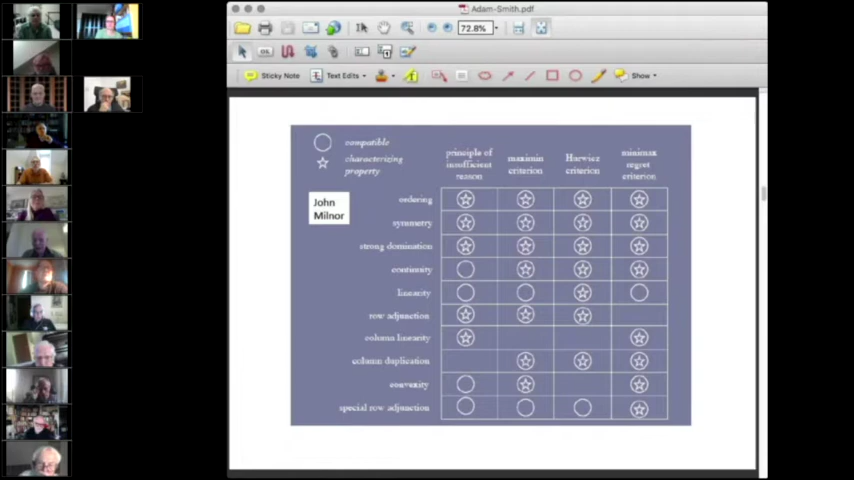 Adam-Smith.pdf
72.8%
Sticky Note
Text Edits
Show
compatible
characterizing
property
principle of
insufficient
reason
maximin
criterion
Hurwicz
criterion
minimax
regret
criterion
John
Milnor
ordering
symmetry
strong domination
continuity
linearity
row adjunction
column linearity
column duplication
convexity
special row adjunction